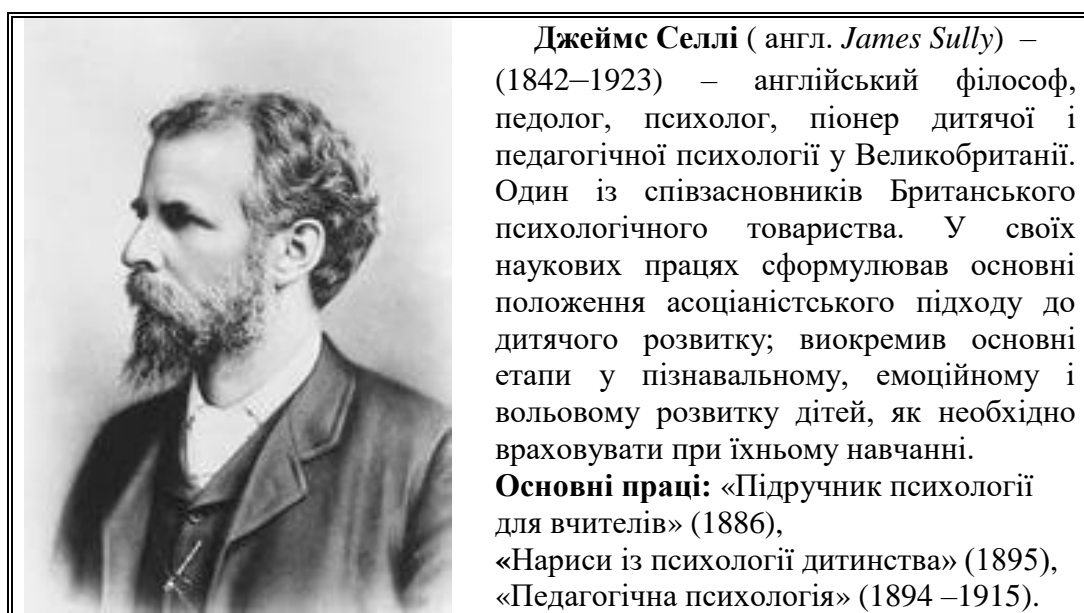 Джеймс Селлі ( англ. James Sully) –
(1842–1923) – англійський філософ,
педолог, психолог, піонер дитячої і
педагогічної психології у Великобританії.
Один із співзасновників Британського
психологічного товариства. У своїх
наукових працях сформулював основні
положення асоціаністського підходу до
дитячого розвитку; виокремив основні
етапи у пізнавальному, емоційному і
вольовому розвитку дітей, як необхідно
враховувати при їхньому навчанні.
Основні праці: «Підручник психології
для вчителів» (1886),
«Нариси із психології дитинства» (1895),
«Педагогічна психологія» (1894 –1915).